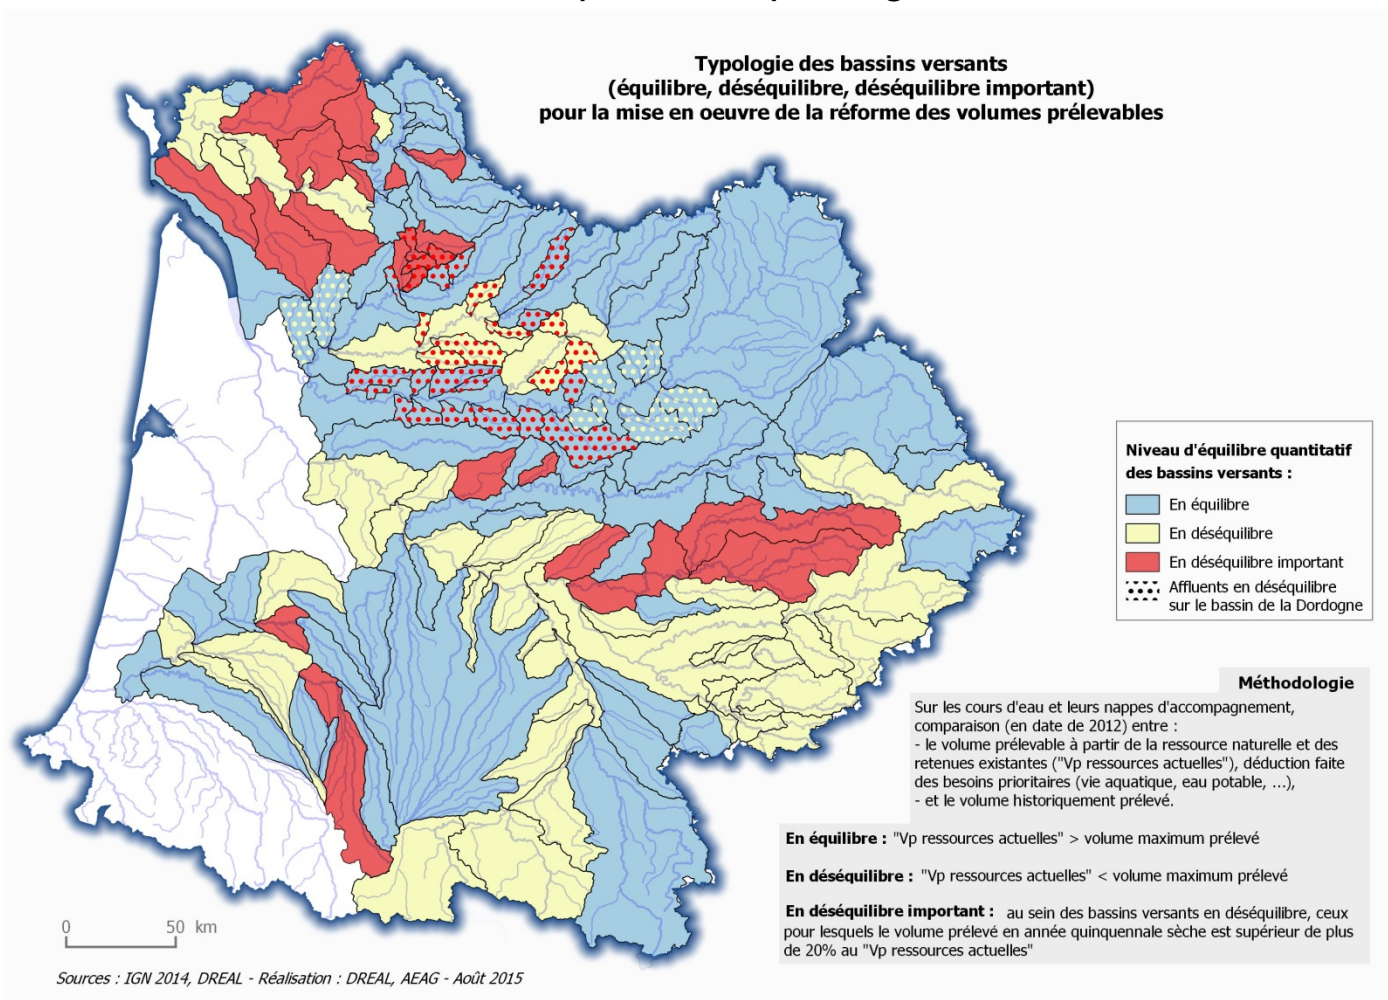 Typologie des bassins versants
(équilibre, déséquilibre, déséquilibre important)
pour la mise en oeuvre de la réforme des volumes prélevables
Niveau d'équilibre quantitatif
des bassins versants :
En équilibre
En déséquilibre
En déséquilibre important
Affluents en déséquilibre
sur le bassin de la Dordogne
Méthodologie
Sur les cours d'eau et leurs nappes d'accompagnement,
comparaison (en date de 2012) entre :
- le volume prélevable à partir de la ressource naturelle et des
retenues existantes ("Vp ressources actuelles"), déduction faite
des besoins prioritaires (vie aquatique, eau potable, ...),
- et le volume historiquement prélevé.
En équilibre : "Vp ressources actuelles" > volume maximum prélevé
En déséquilibre : "Vp ressources actuelles" < volume maximum prélevé
En déséquilibre important : au sein des bassins versants en déséquilibre, ceux
pour lesquels le volume prélevé en année quinquennale sèche est supérieur de plus
de 20% au "Vp ressources actuelles"
0 50 km
Sources : IGN 2014, DREAL - Réalisation : DREAL, AEAG - Août 2015